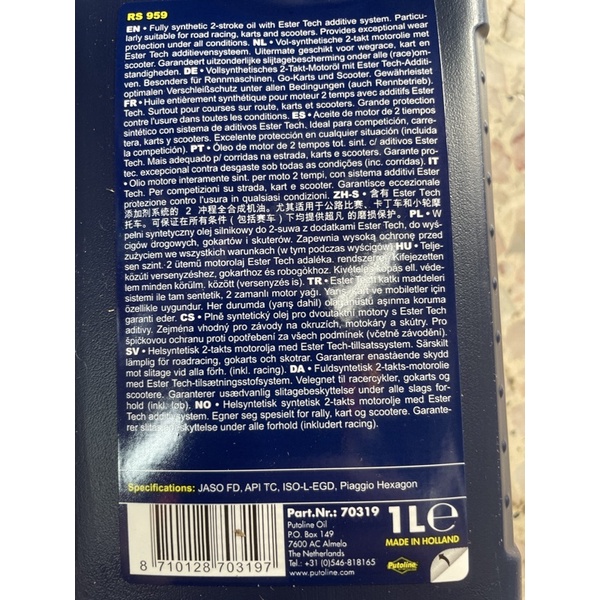 RS 959
EN • Fully synthetic 2-stroke oil with Ester Tech additive system. Particu-
larly suitable for road racing, karts and scooters. Provides exceptional wear
protection under all conditions. NL • Vol-synthetische 2-takt motorolie met
Ester Tech additievensysteem. Uitermate geschikt voor wegrace, kart en
scooter. Garandeert uitzonderlijke slijtagebescherming onder alle (race)om-
standigheden. DE • Vollsynthetisches 2-Takt-Motoröl mit Ester Tech-Additi-
ven. Besonders für Rennmaschinen, Go-Karts und Scooter. Gewährleistet
optimalen Verschleißschutz unter allen Bedingungen (auch Rennbetrieb).
FR • Huile entièrement synthétique pour moteur 2 temps avec additifs Ester
Tech. Surtout pour courses sur route, karts et scooters. Grande protection
contre l'usure dans toutes les conditions. ES • Aceite de motor de 2 tiempos
sintético con sistema de aditivos Ester Tech. Ideal para competición, carre-
tera, karts y scooters. Excelente protección en cualquier situación (incluida
la competición). PT • Óleo de motor de 2 tempos tot. sint. c/ aditivos Ester
Tech. Mais adequado p/ corridas na estrada, karts e scooters. Garante pro-
tec. excepcional contra desgaste sob todas as condições (inc. corridas). IT
• Olio motore interamente sint. per moto 2 tempi, con sistema additivi Ester
Tech. Per competizioni su strada, kart e scooter. Garantisce eccezionale
protezione contro l'usura in qualsiasi condizioni. ZH-S • 含有 Ester Tech
添加剂系统的 2 冲程全合成机油。尤其适用于公路比赛、卡丁车和小轮摩
托车。可保证在所有条件（包括赛车）下均提供超凡的磨损保护。 PL • W
pełni syntetyczny olej silnikowy do 2-suwa z dodatkami Ester Tech, do wyś-
cigów drogowych, gokartów i skuterów. Zapewnia wysoką ochronę przed
zużyciem we wszystkich warunkach (w tym podczas wyścigów) HU • Telje-
sen szint. 2 ütemű motorolaj Ester Tech adalék. rendszerrel. Kifejezetten
közúti versenyzéshez, gokarthoz és robogókhoz. Kivételes kopás ell. véde-
lem minden körülm. között (versenyzés is). TR • Ester Tech katkı maddeleri
sistemi ile tam sentetik, 2 zamanlı motor yağı. Yarış, kart ve mobiletler için
özellikle uygundur. Her durumda (yarış dahil) olağanüstü aşınma koruma
garanti eder. CS • Plně syntetický olej pro dvoutaktní motory s Ester Tech
aditivy. Zejména vhodný pro závody na okruzích, motokáry a skútry. Pro
špičkovou ochranu proti opotřebení za všech podmínek (včetně závodění).
SV • Helsyntetisk 2-takts motorolja med Ester Tech-tillsatssystem. Särskilt
lämplig för roadracing, gokarts och skotrar. Garanterar enastående skydd
mot slitage vid alla förh. (inkl. racing). DA • Fuldsyntetisk 2-takts-motorolie
med Ester Tech-tilsætningsstofsystem. Velegnet til racercykler, gokarts og
scootere. Garanterer usædvanlig slitagebeskyttelse under alle slags for-
hold (inkl. løb). NO • Helsyntetisk syntetisk 2-takts motorolje med Ester
Tech additivsystem. Egner seg spesielt for rally, kart og scootere. Garante-
rer slitasjebeskyttelse under alle forhold (inkludert racing).
Specifications: JASO FD, API TC, ISO-L-EGD, Piaggio Hexagon
Part.Nr.: 70319
Putoline Oil
P.O. Box 149
7600 AC Almelo
The Netherlands
Tel.: +31 (0)546-818165
www.putoline.com
1Le
MADE IN HOLLAND
Putoline
8 710128 703197